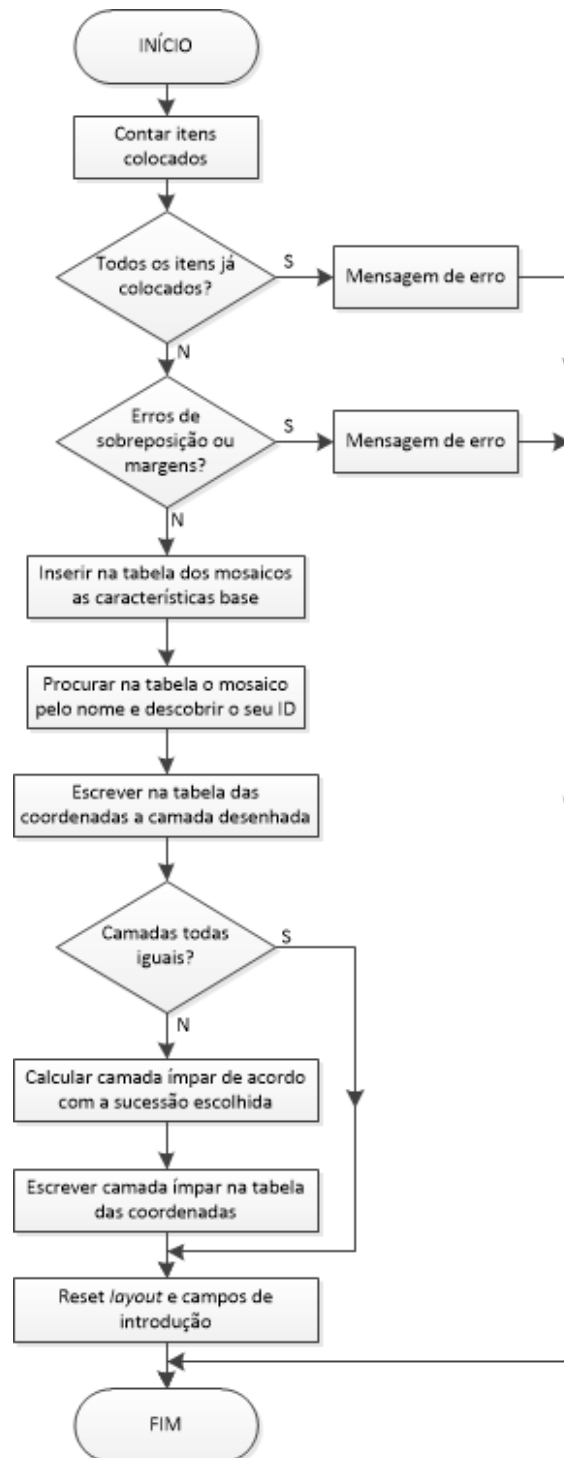 INÍCIO
Contar itens
colocados
Todos os itens já
colocados?
S
Mensagem de erro
N
Erros de
sobreposição ou
margens?
S
Mensagem de erro
N
Inserir na tabela dos mosaicos
as características base
Procurar na tabela o mosaico
pelo nome e descobrir o seu ID
Escrever na tabela das
coordenadas a camada desenhada
Camadas todas
iguais?
S
N
Calcular camada ímpar de acordo
com a sucessão escolhida
Escrever camada ímpar na tabela
das coordenadas
Reset layout e campos de
introdução
FIM